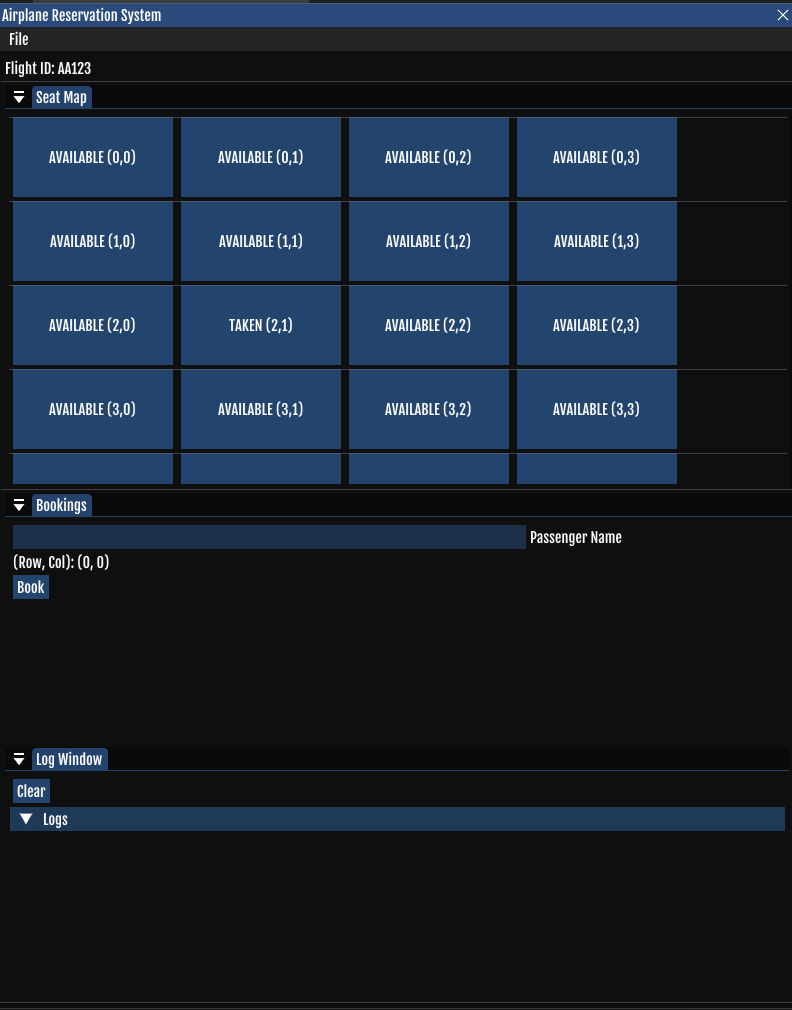 Airplane Reservation System
File
Flight ID: AA123
Seat Map
AVAILABLE (0,0) AVAILABLE (0,1) AVAILABLE (0,2) AVAILABLE (0,3)
AVAILABLE (1,0) AVAILABLE (1,1) AVAILABLE (1,2) AVAILABLE (1,3)
AVAILABLE (2,0) TAKEN (2,1) AVAILABLE (2,2) AVAILABLE (2,3)
AVAILABLE (3,0) AVAILABLE (3,1) AVAILABLE (3,2) AVAILABLE (3,3)
Bookings
Passenger Name
(Row, Col): (0, 0)
Book
Log Window
Clear
Logs